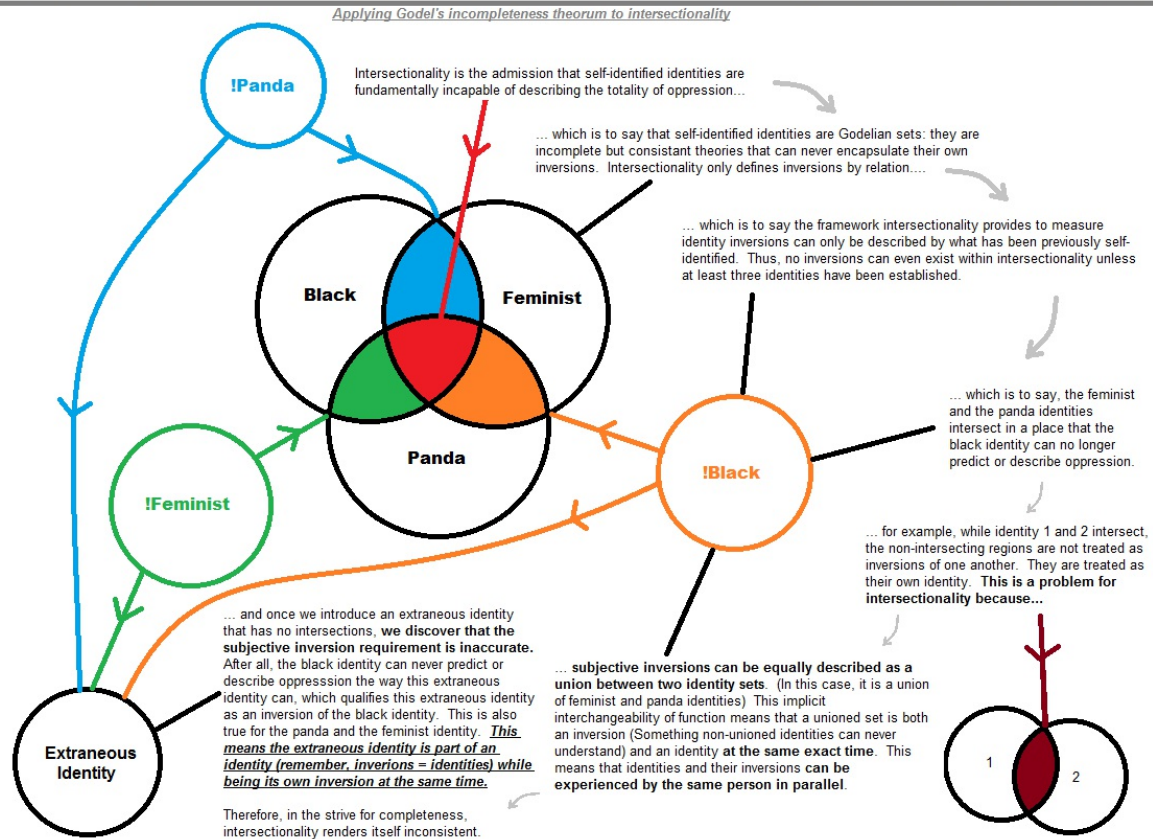 Applying Godel's incompleteness theorum to intersectionality
!Panda
Intersectionality is the admission that self-identified identities are
fundamentally incapable of describing the totality of oppression...
... which is to say that self-identified identities are Godelian sets: they are
incomplete but consistant theories that can never encapsulate their own
inversions. Intersectionality only defines inversions by relation....
... which is to say the framework intersectionality provides to measure
identity inversions can only be described by what has been previously self-
identified. Thus, no inversions can even exist within intersectionality unless
at least three identities have been established.
Black
Feminist
Panda
!Feminist
!Black
... which is to say, the feminist
and the panda identities
intersect in a place that the
black identity can no longer
predict or describe oppression.
... for example, while identity 1 and 2 intersect,
the non-intersecting regions are not treated as
inversions of one another. They are treated as
their own identity. This is a problem for
intersectionality because...
1
2
... subjective inversions can be equally described as a
union between two identity sets. (In this case, it is a union
of feminist and panda identities) This implicit
interchangeability of function means that a unioned set is both
an inversion (Something non-unioned identities can never
understand) and an identity at the same exact time. This
means that identities and their inversions can be
experienced by the same person in parallel.
... and once we introduce an extraneous identity
that has no intersections, we discover that the
subjective inversion requirement is inaccurate.
After all, the black identity can never predict or
describe oppresssion the way this extraneous
identity can, which qualifies this extraneous identity
as an inversion of the black identity. This is also
true for the panda and the feminist identity. This
means the extraneous identity is part of an
identity (remember, inverions = identities) while
being its own inversion at the same time.
Therefore, in the strive for completeness,
intersectionality renders itself inconsistent.
Extraneous
Identity